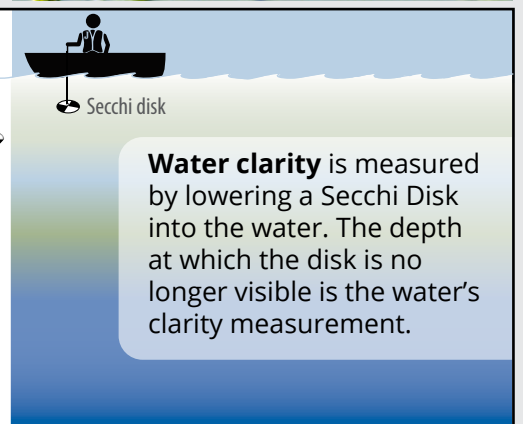 Secchi disk
Water clarity is measured
by lowering a Secchi Disk
into the water. The depth
at which the disk is no
longer visible is the water's
clarity measurement.